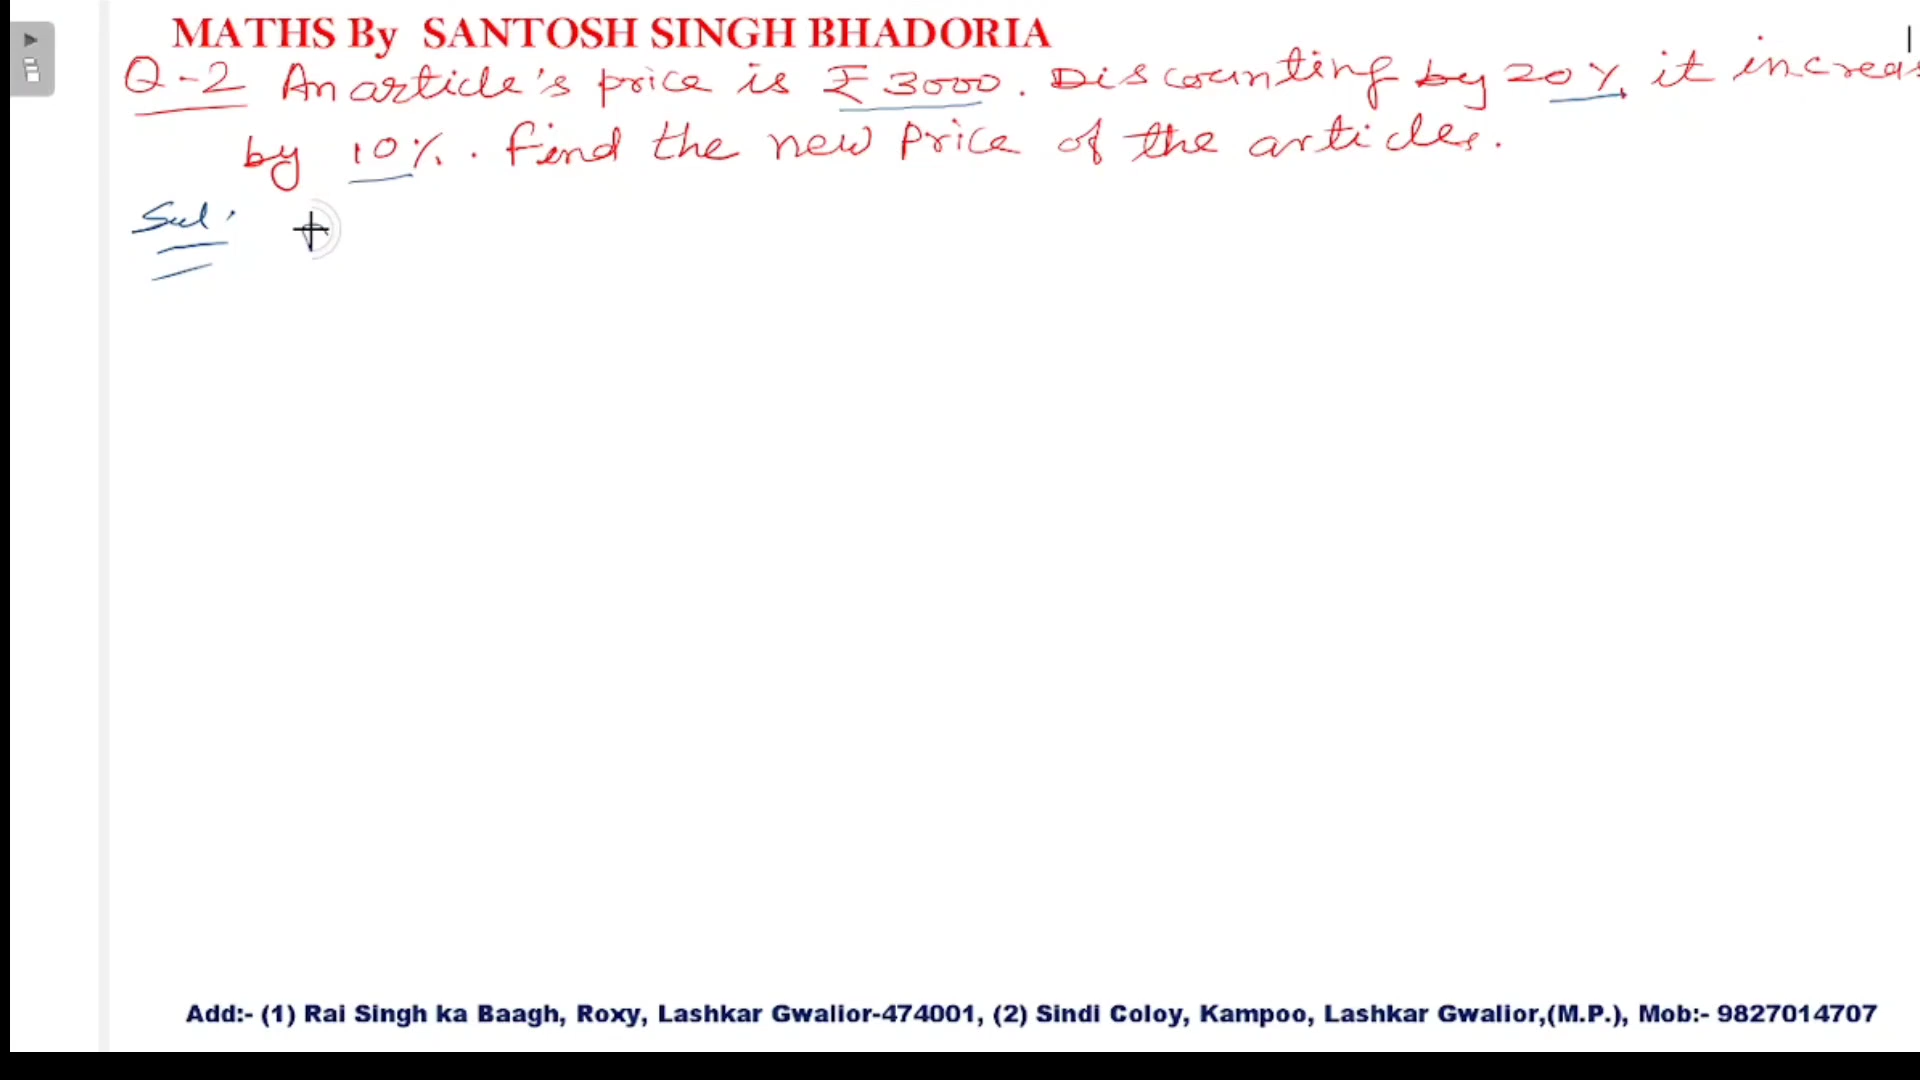 MATHS By SANTOSH SINGH BHADORIA
Q-2 An article's price is ₹ 3000. Discounting by 20% it increas
by 10%. Find the new price of the articles.
Sol.
Add:- (1) Rai Singh ka Baagh, Roxy, Lashkar Gwalior-474001, (2) Sindi Coloy, Kampoo, Lashkar Gwalior,(M.P.), Mob:- 9827014707